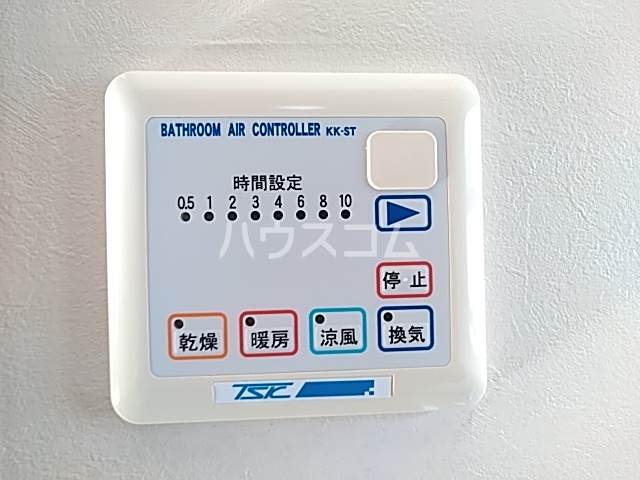 BATHROOM AIR CONTROLLER KK-ST
時間設定
0.5 1 2 3 4 6 8 10
ハウスコム
停・止
乾燥 暖房 涼風 換気
TSK